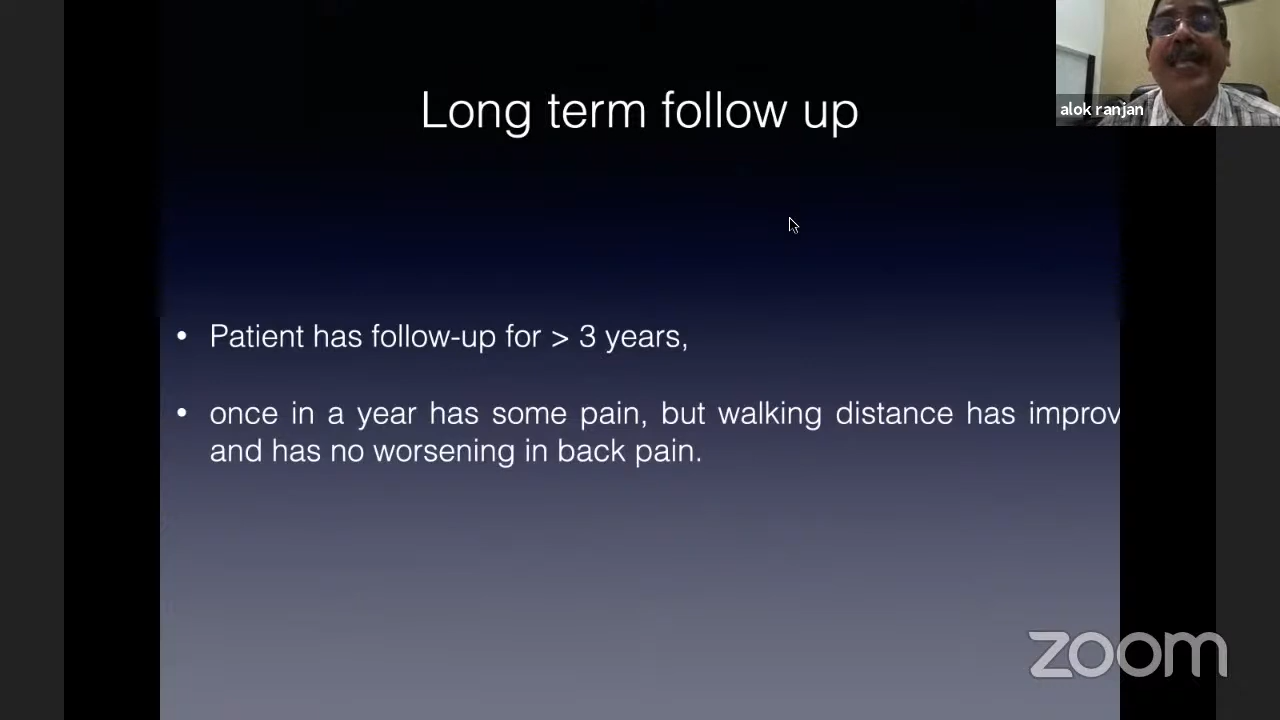 Long term follow up
alok ranjan
• Patient has follow-up for > 3 years,
• once in a year has some pain, but walking distance has improv
and has no worsening in back pain.
zoom